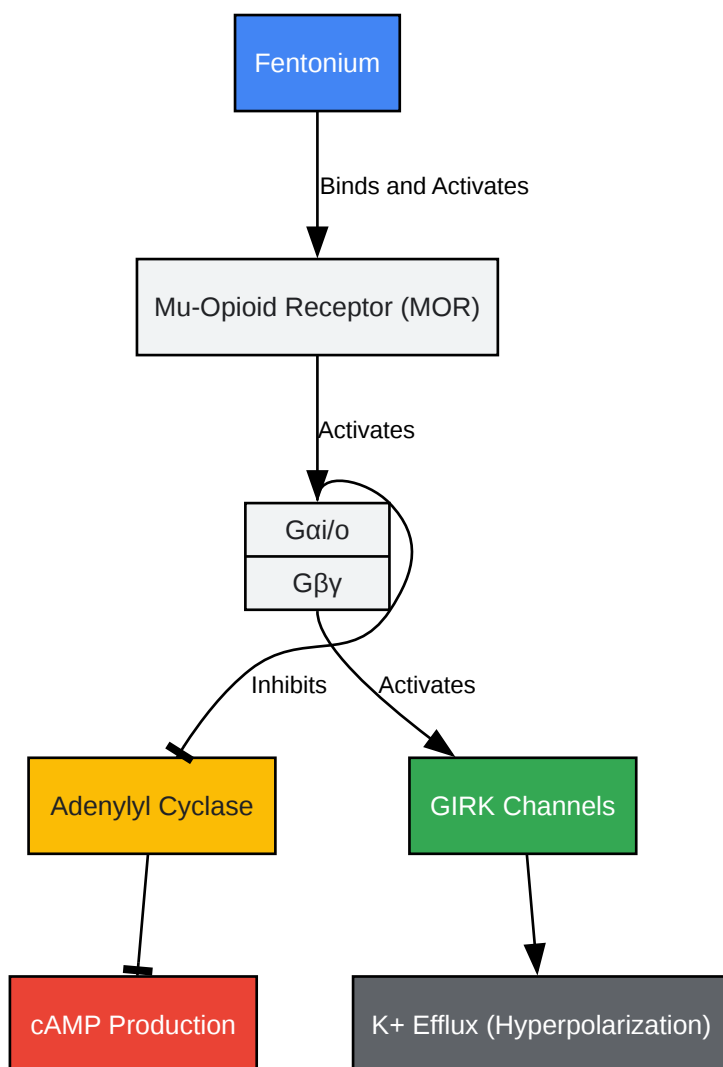 Fentonium
Binds and Activates
Mu-Opioid Receptor (MOR)
Activates
Gαi/o
Gβγ
Inhibits
Activates
Adenylyl Cyclase
GIRK Channels
cAMP Production
K+ Efflux (Hyperpolarization)